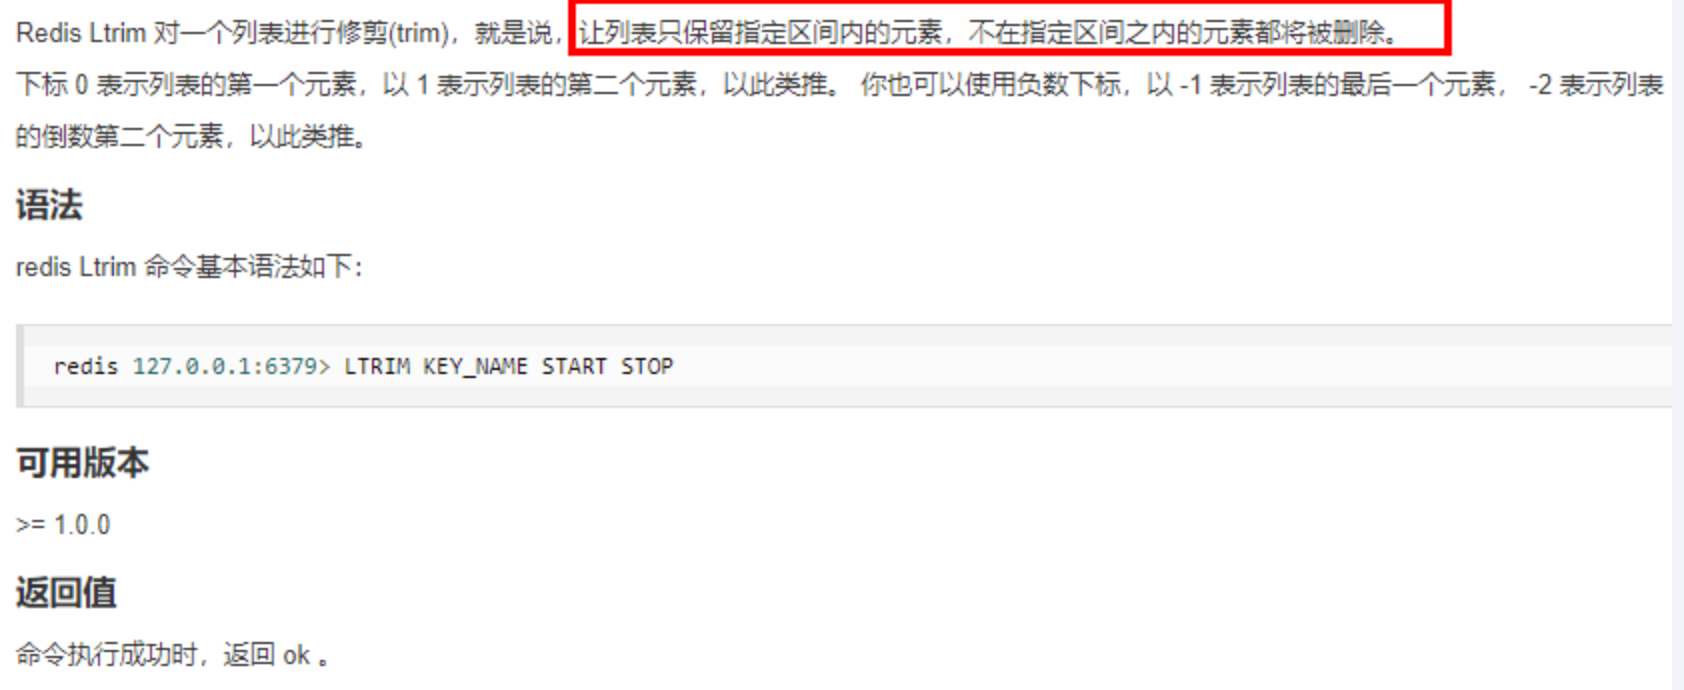 Redis Ltrim 对一个列表进行修剪(trim)，就是说，让列表只保留指定区间内的元素，不在指定区间之内的元素都将被删除。
下标 0 表示列表的第一个元素，以 1 表示列表的第二个元素，以此类推。 你也可以使用负数下标，以 -1 表示列表的最后一个元素， -2 表示列表
的倒数第二个元素，以此类推。
语法
redis Ltrim 命令基本语法如下：
redis 127.0.0.1:6379> LTRIM KEY_NAME START STOP
可用版本
>= 1.0.0
返回值
命令执行成功时，返回 ok 。